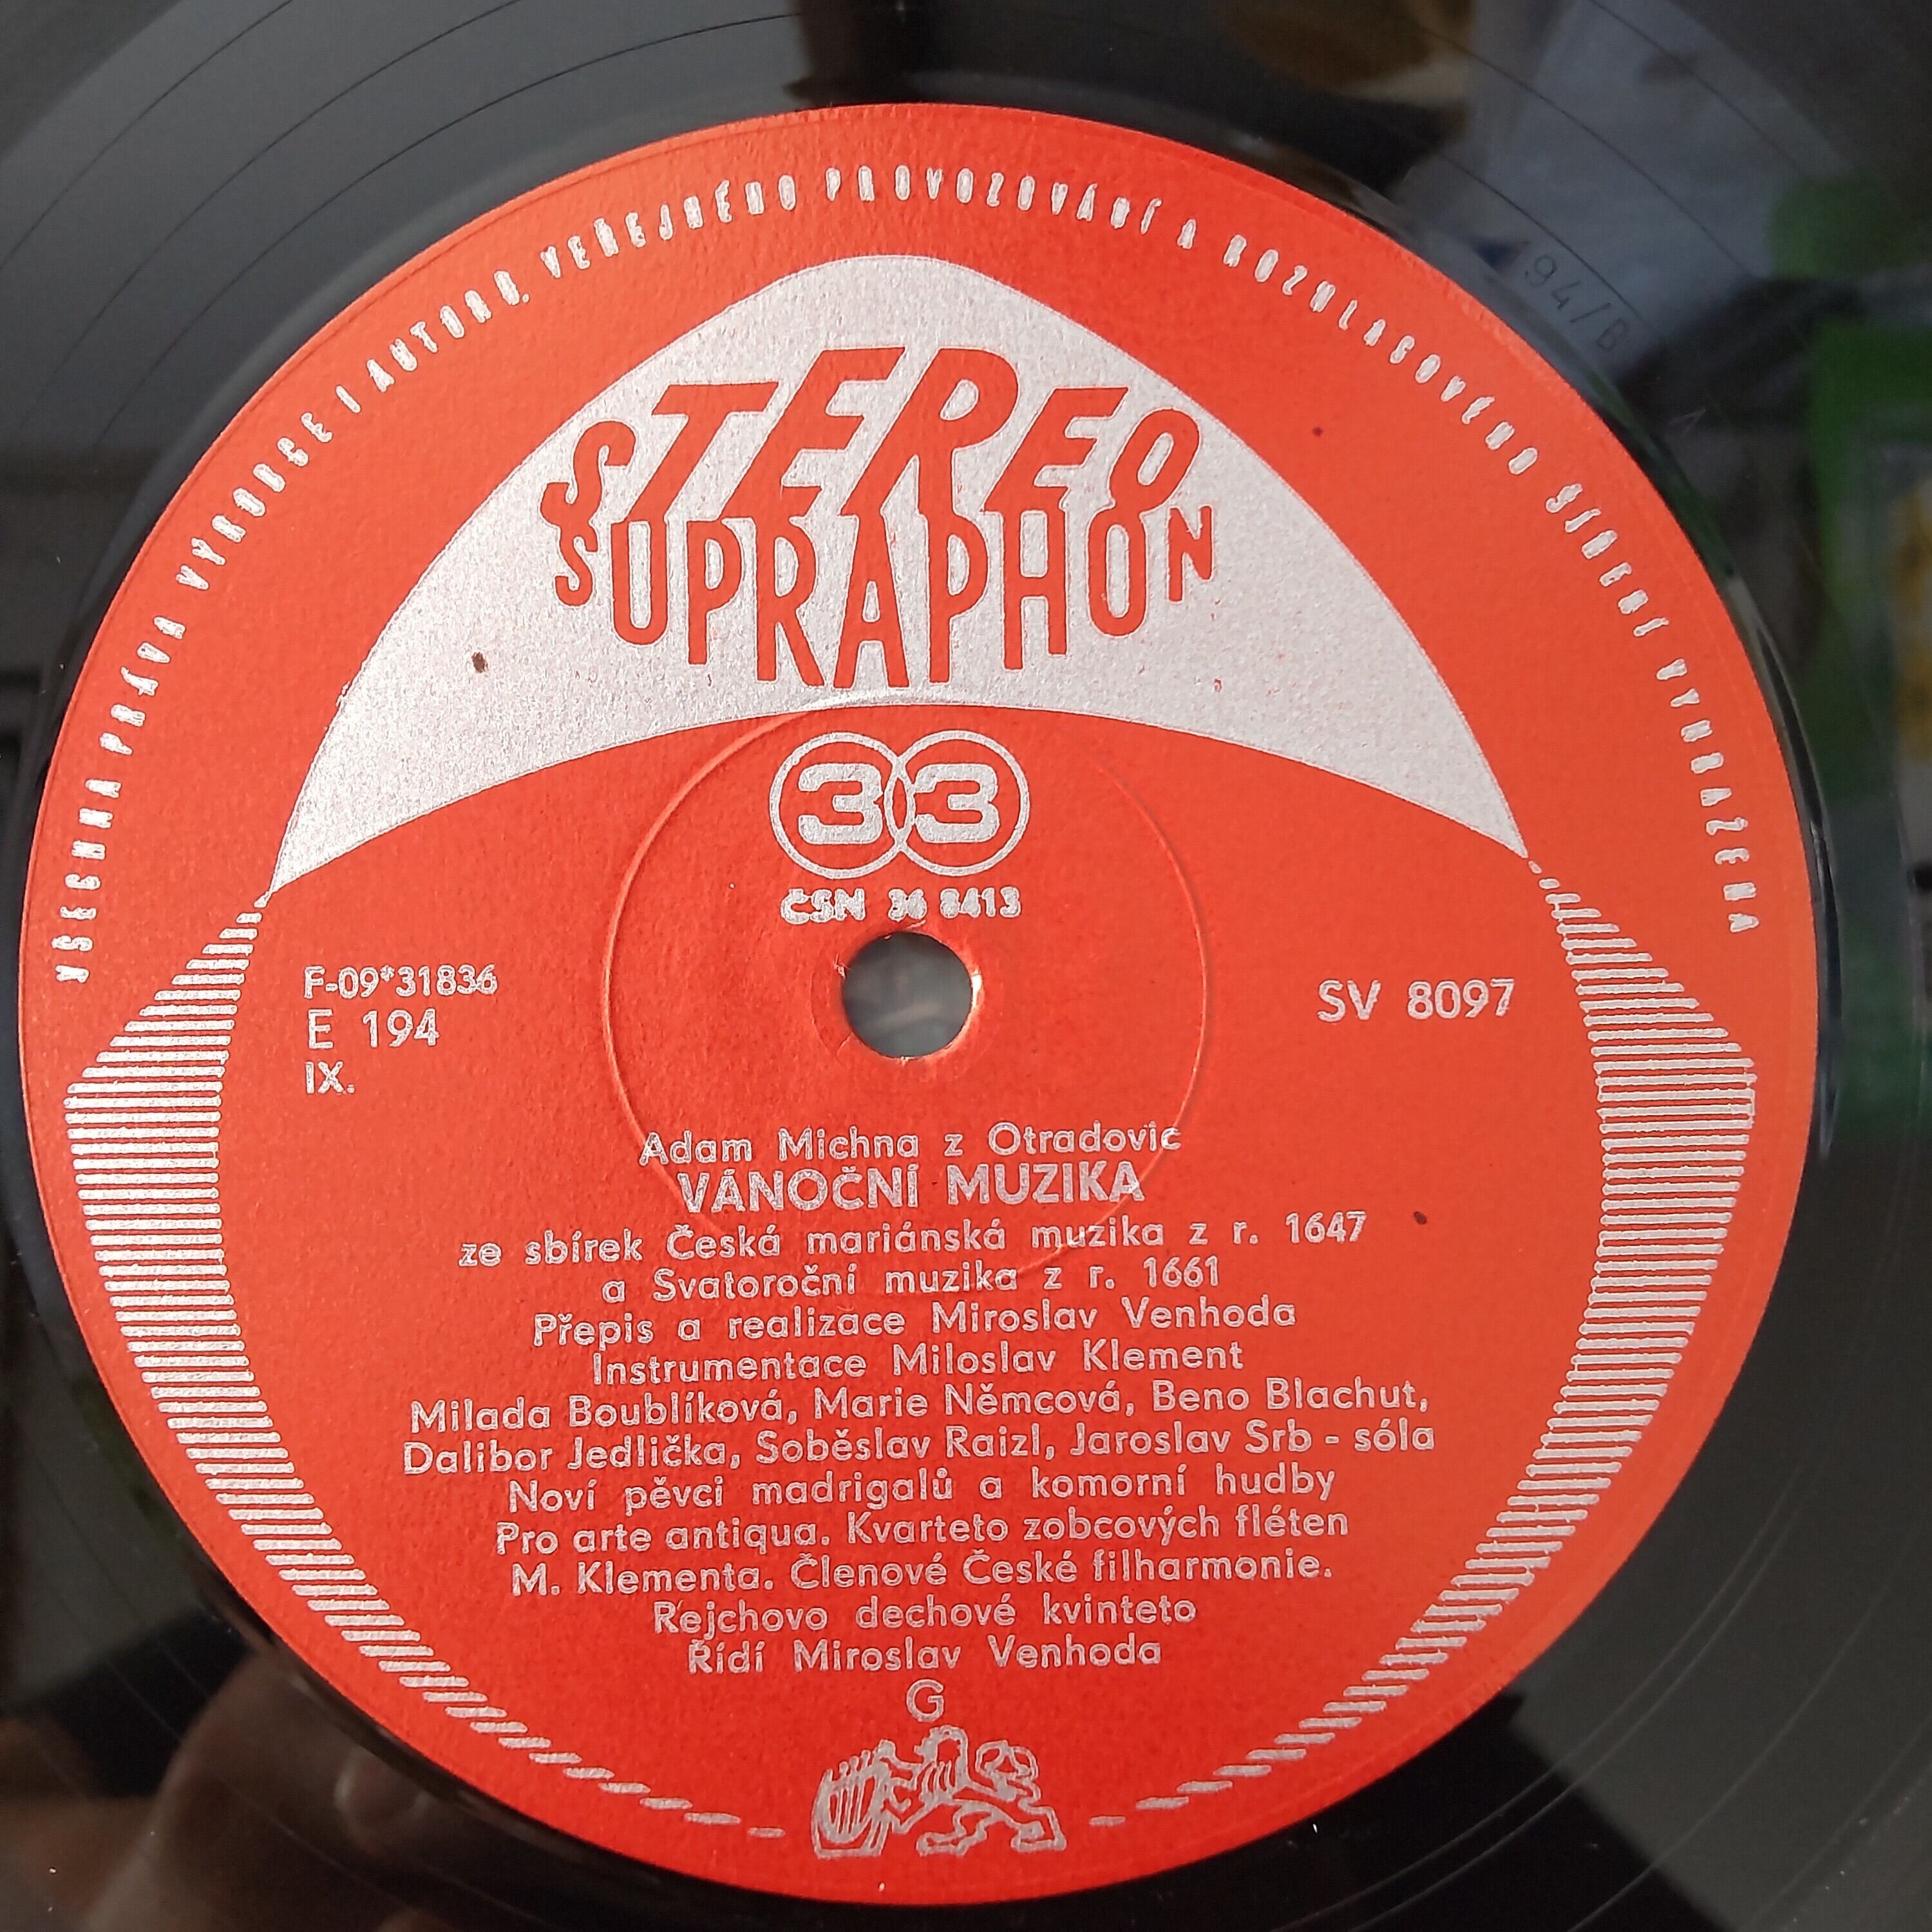 VŠECHNA PRÁVA VÝROBCE I AUTORŮ, VEŘEJNÉHO PROVOZOVÁNÍ A ROZHLASOVÉHO ŠÍŘENÍ VYHRAZENA
STEREO
SUPRAPHON
33
ČSN 36 8413
F-09*31836
E 194
IX.
SV 8097
Adam Michna z Otradovic
VÁNOČNÍ MUZIKA
ze sbírek Česká mariánská muzika z r. 1647
a Svatoroční muzika z r. 1661
Přepis a realizace Miroslav Venhoda
Instrumentace Miloslav Klement
Milada Boublíková, Marie Němcová, Beno Blachut,
Dalibor Jedlička, Soběslav Raizl, Jaroslav Srb - sóla
Noví pěvci madrigalů a komorní hudby
Pro arte antiqua. Kvarteto zobcových fléten
M. Klementa. Členové České filharmonie.
Rejchovo dechové kvinteto
Řídí Miroslav Venhoda
G
194/B